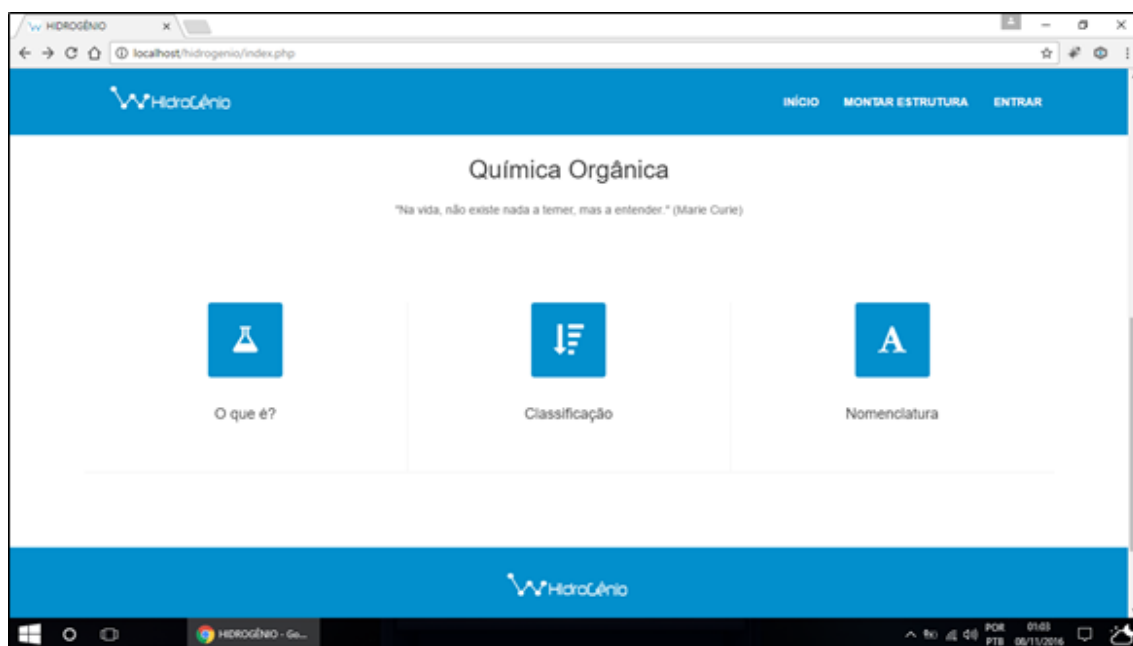 HIDROGÊNIO
localhost/hidrogenio/index.php
HidroGênio
INÍCIO MONTAR ESTRUTURA ENTRAR
Química Orgânica
"Na vida, não existe nada a temer, mas a entender." (Marie Curie)
A
O que é? Classificação Nomenclatura
HidroGênio
HIDROGÊNIO - Go...
POR 01:03
PTB 08/11/2016